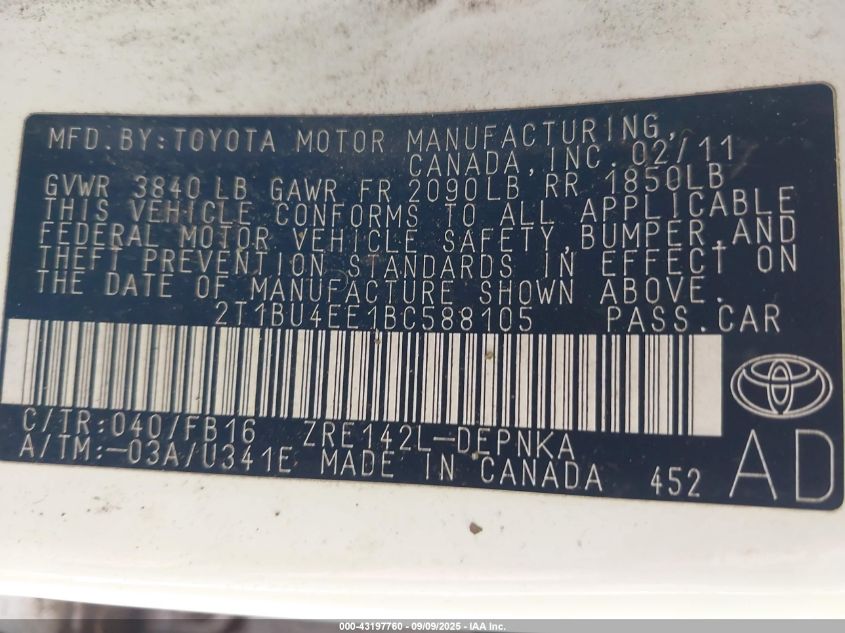 MFD.BY:TOYOTA MOTOR MANUFACTURING,
CANADA,INC.02/11
GVWR 3840 LB GAWR FR 2090LB RR 1850LB
THIS VEHICLE CONFORMS TO ALL APPLICABLE
FEDERAL MOTOR VEHICLE SAFETY,BUMPER,AND
THEFT PREVENTION STANDARDS IN EFFECT ON
THE DATE OF MANUFACTURE SHOWN ABOVE.
2T1BU4EE1BC588105 PASS.CAR
C/TR:040/FB16 ZRE142L-DEPNKA
A/TM:-03A/U341E MADE IN CANADA 452 AD
000-43197760 - 09/09/2025 - IAA Inc.